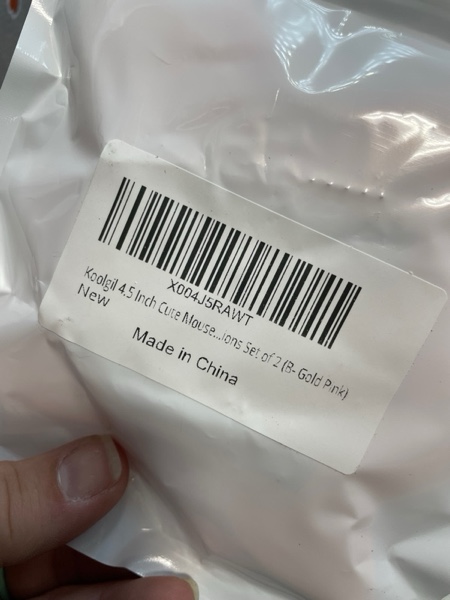 X004J5RAWT
Koolgil 4.5 Inch Cute Mouse...ions Set of 2 (B- Gold Pink)
New
Made in China